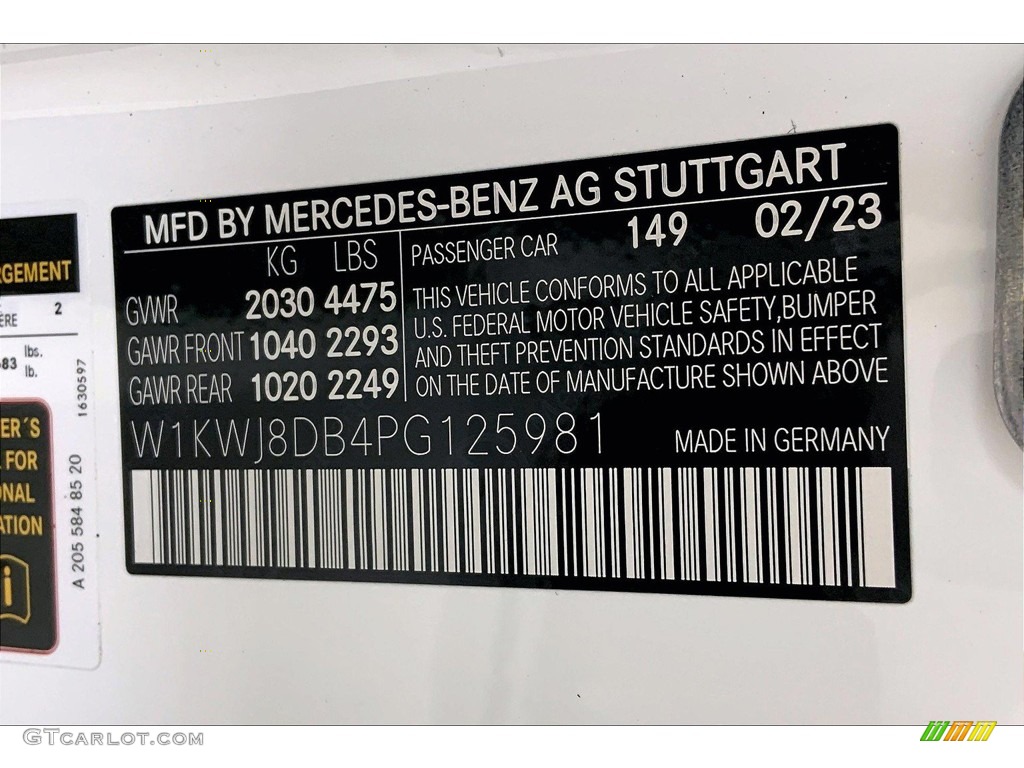 MFD BY MERCEDES-BENZ AG STUTTGART
KG LBS
GVWR 2030 4475
GAWR FRONT 1040 2293
GAWR REAR 1020 2249
PASSENGER CAR 149 02/23
THIS VEHICLE CONFORMS TO ALL APPLICABLE
U.S. FEDERAL MOTOR VEHICLE SAFETY,BUMPER
AND THEFT PREVENTION STANDARDS IN EFFECT
ON THE DATE OF MANUFACTURE SHOWN ABOVE
W1KWJ8DB4PG125981
MADE IN GERMANY
RGEMENT
ERE 2
683 lbs.
lb.
1630597
ER´S
FOR
ONAL
ATION
i
A 205 584 85 20
GTCARLOT.COM